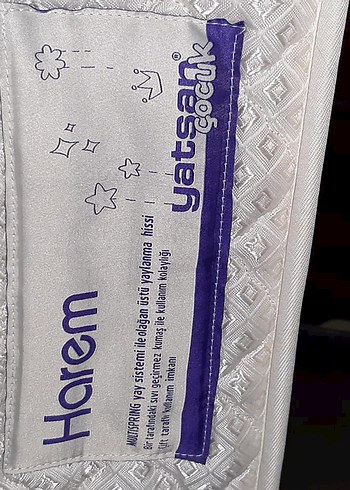 yatsan®
çocuk
Harem
MULTISPRING yay sistemi ile olağan üstü yaylanma hissi
Bir tarafındaki sıvı geçirmez kumaş ile kullanım kolaylığı
Çift taraflı kullanım imkanı